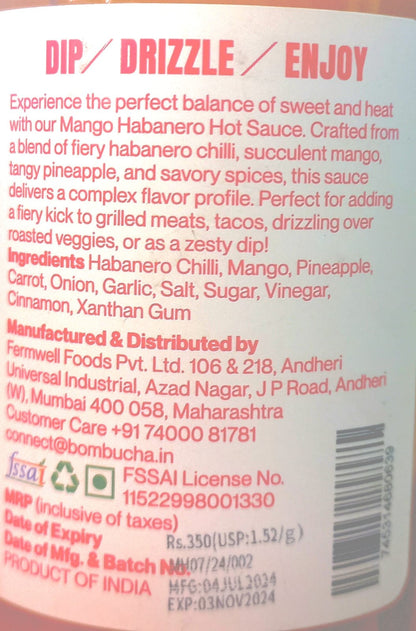 DIP / DRIZZLE / ENJOY
Experience the perfect balance of sweet and heat
with our Mango Habanero Hot Sauce. Crafted from
a blend of fiery habanero chilli, succulent mango,
tangy pineapple, and savory spices, this sauce
delivers a complex flavor profile. Perfect for adding
a fiery kick to grilled meats, tacos, drizzling over
roasted veggies, or as a zesty dip!
Ingredients Habanero Chilli, Mango, Pineapple,
Carrot, Onion, Garlic, Salt, Sugar, Vinegar,
Cinnamon, Xanthan Gum
Manufactured & Distributed by
Fermwell Foods Pvt. Ltd. 106 & 218, Andheri
Universal Industrial, Azad Nagar, J P Road, Andheri
(W), Mumbai 400 058, Maharashtra
Customer Care +91 74000 81781
connect@bombucha.in
fssai FSSAI License No.
11522998001330
MRP (inclusive of taxes)
Rs.350(USP:1.52/g)
Date of Expiry
MH07/24/002
Date of Mfg. & Batch No.
MFG:04JUL2024
PRODUCT OF INDIA
EXP:03NOV2024
745314680639